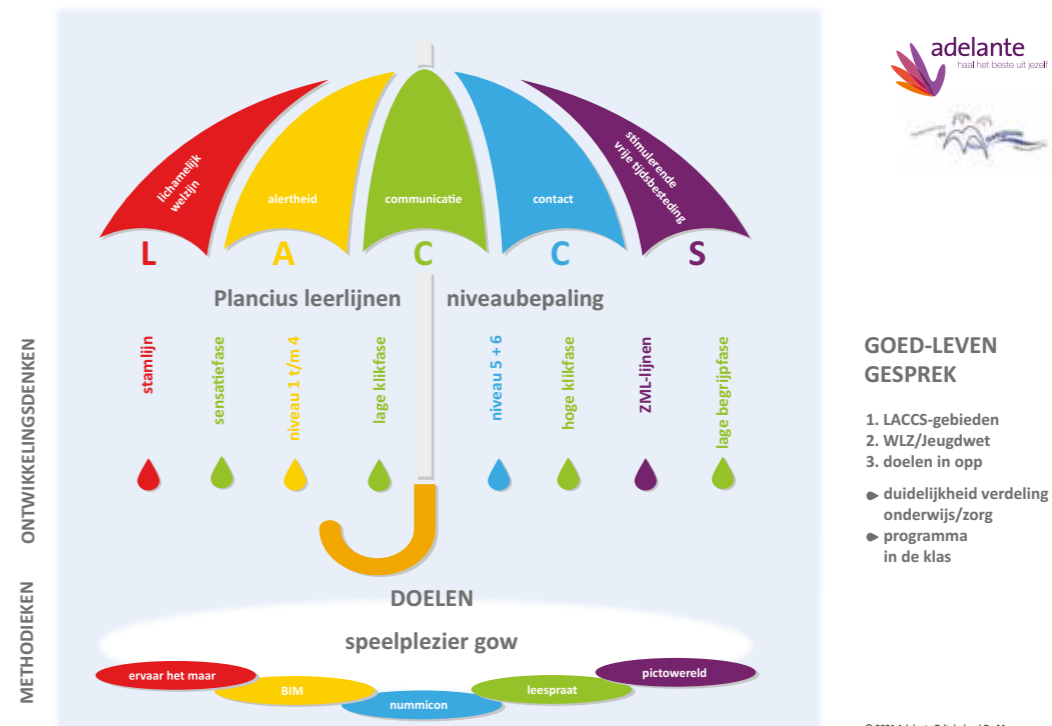 adelante
haal het beste uit jezelf
lichamelijk
welzijn
alertheid
communicatie
contact
stimulerende
vrije tijdsbesteding
L
A
C
C
S
Plancius leerlijnen
niveaubepaling
ONTWIKKELINGSDENKEN
stamlijn
sensatiefase
niveau 1 t/m 4
lage klikfase
niveau 5 + 6
hoge klikfase
ZML-lijnen
lage begrijpfase
GOED-LEVEN
GESPREK
1. LACCS-gebieden
2. WLZ/Jeugdwet
3. doelen in opp
duidelijkheid verdeling
onderwijs/zorg
programma
in de klas
METHODIEKEN
DOELEN
speelplezier gow
ervaar het maar
BIM
nummicon
leespraat
pictowereld